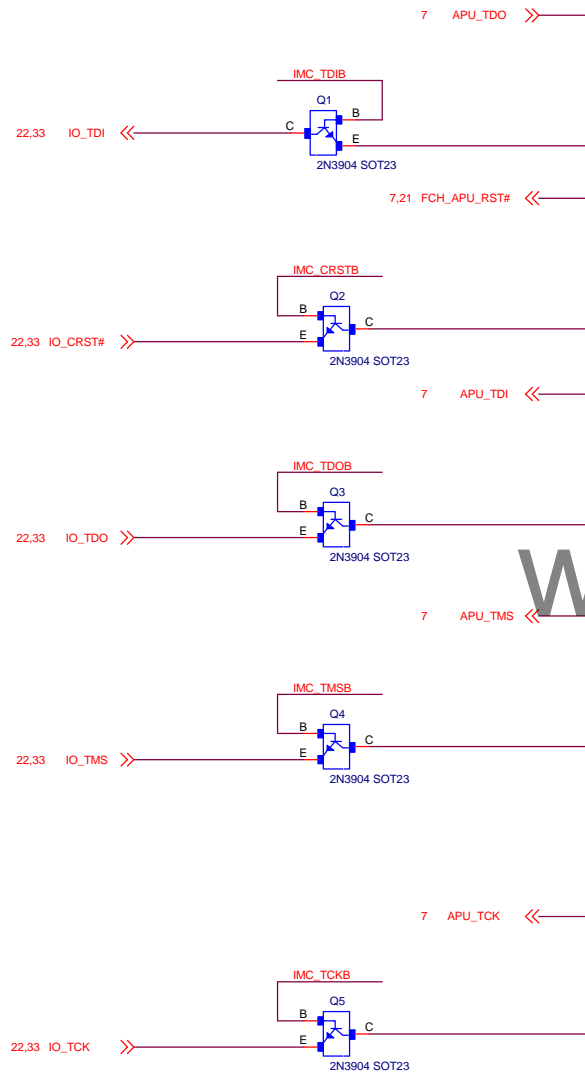 7 APU_TDO
IMC_TDIB
Q1
B
22,33 IO_TDI
C
E
2N3904 SOT23
7,21 FCH_APU_RST#
IMC_CRSTB
Q2
B
C
22,33 IO_CRST#
E
2N3904 SOT23
7 APU_TDI
IMC_TDOB
Q3
B
C
22,33 IO_TDO
E
2N3904 SOT23
W
7 APU_TMS
IMC_TMSB
Q4
B
C
22,33 IO_TMS
E
2N3904 SOT23
7 APU_TCK
IMC_TCKB
Q5
B
C
22,33 IO_TCK
E
2N3904 SOT23